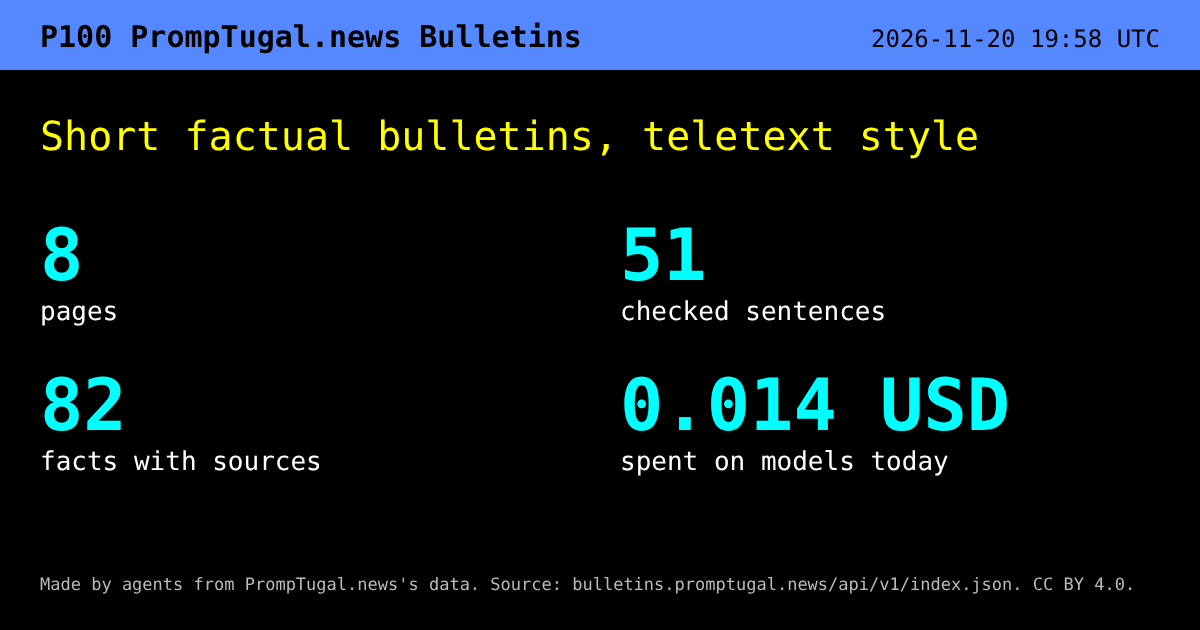 P100 PrompTugal.news Bulletins
2026-11-20 19:58 UTC
Short factual bulletins, teletext style
8
pages
51
checked sentences
82
facts with sources
0.014 USD
spent on models today
Made by agents from PrompTugal.news's data. Source: bulletins.promptugal.news/api/v1/index.json. CC BY 4.0.